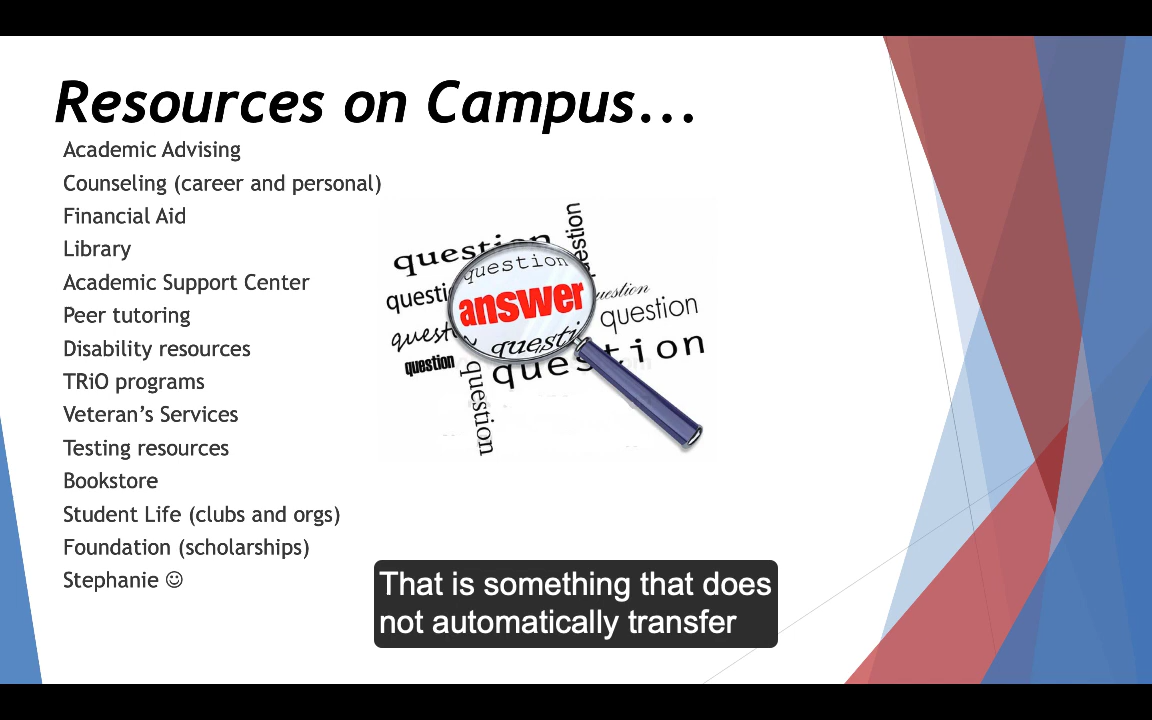 Resources on Campus...
Academic Advising
Counseling (career and personal)
Financial Aid
Library
Academic Support Center
Peer tutoring
Disability resources
TRiO programs
Veteran’s Services
Testing resources
Bookstore
Student Life (clubs and orgs)
Foundation (scholarships)
Stephanie ☺
question
question
question
answer
question
question
question
question
question
That is something that does
not automatically transfer